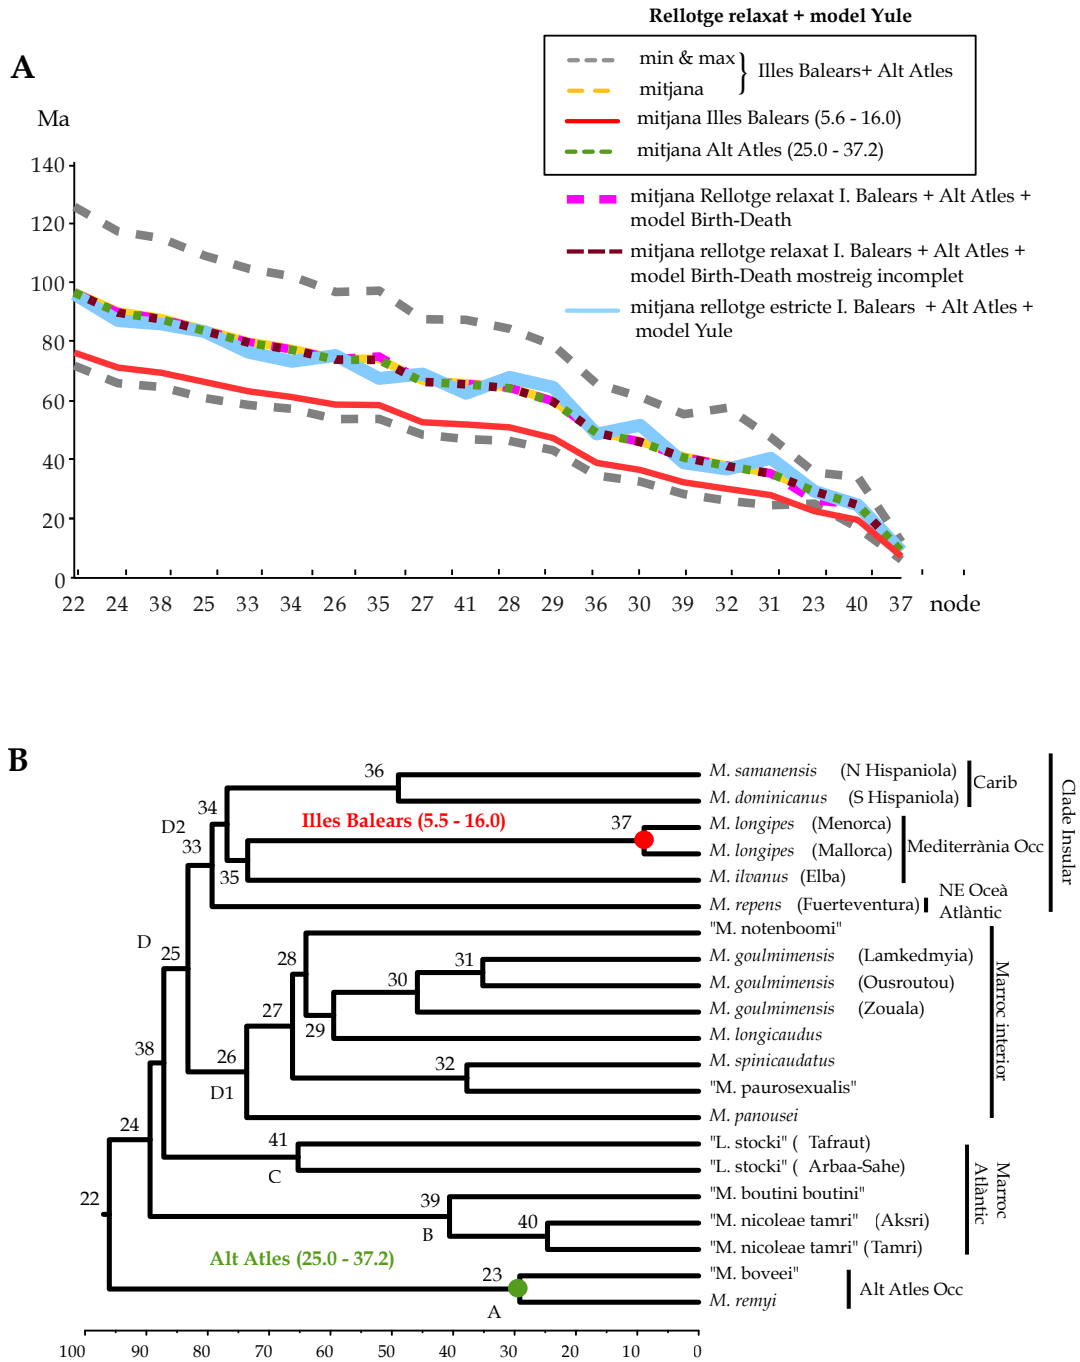 Rellotge relaxat + model Yule
A
min & max
mitjana
} Illes Balears+ Alt Atles
mitjana Illes Balears (5.6 - 16.0)
mitjana Alt Atles (25.0 - 37.2)
mitjana Rellotge relaxat I. Balears + Alt Atles +
model Birth-Death
mitjana rellotge relaxat I. Balears + Alt Atles +
model Birth-Death mostreig incomplet
mitjana rellotge estricte I. Balears + Alt Atles +
model Yule
Ma
140
120
100
80
60
40
20
0
22 24 38 25 33 34 26 35 27 41 28 29 36 30 39 32 31 23 40 37 node
B
36
M. samanensis (N Hispaniola)
M. dominicanus (S Hispaniola)
Carib
34
D2
Illes Balears (5.5 - 16.0)
37
M. longipes (Menorca)
33
M. longipes (Mallorca)
Mediterrània Occ
35
M. ilvanus (Elba)
M. repens (Fuerteventura)
NE Oceà
Atlàntic
Clade Insular
"M. notenboomi"
D
25
28
31
M. goulmimensis (Lamkedmyia)
30
M. goulmimensis (Ousroutou)
27
M. goulmimensis (Zouala)
29
M. longicaudus
38
26
32
M. spinicaudatus
D1
"M. paurosexualis"
M. panousei
Marroc interior
24
41
"L. stocki" ( Tafraut)
C
"L. stocki" ( Arbaa-Sahe)
22
39
"M. boutini boutini"
B
40
"M. nicoleae tamri" (Aksri)
"M. nicoleae tamri" (Tamri)
Marroc
Atlàntic
Alt Atles (25.0 - 37.2)
23
"M. boveei"
A
M. remyi
Alt Atles Occ
100 90 80 70 60 50 40 30 20 10 0